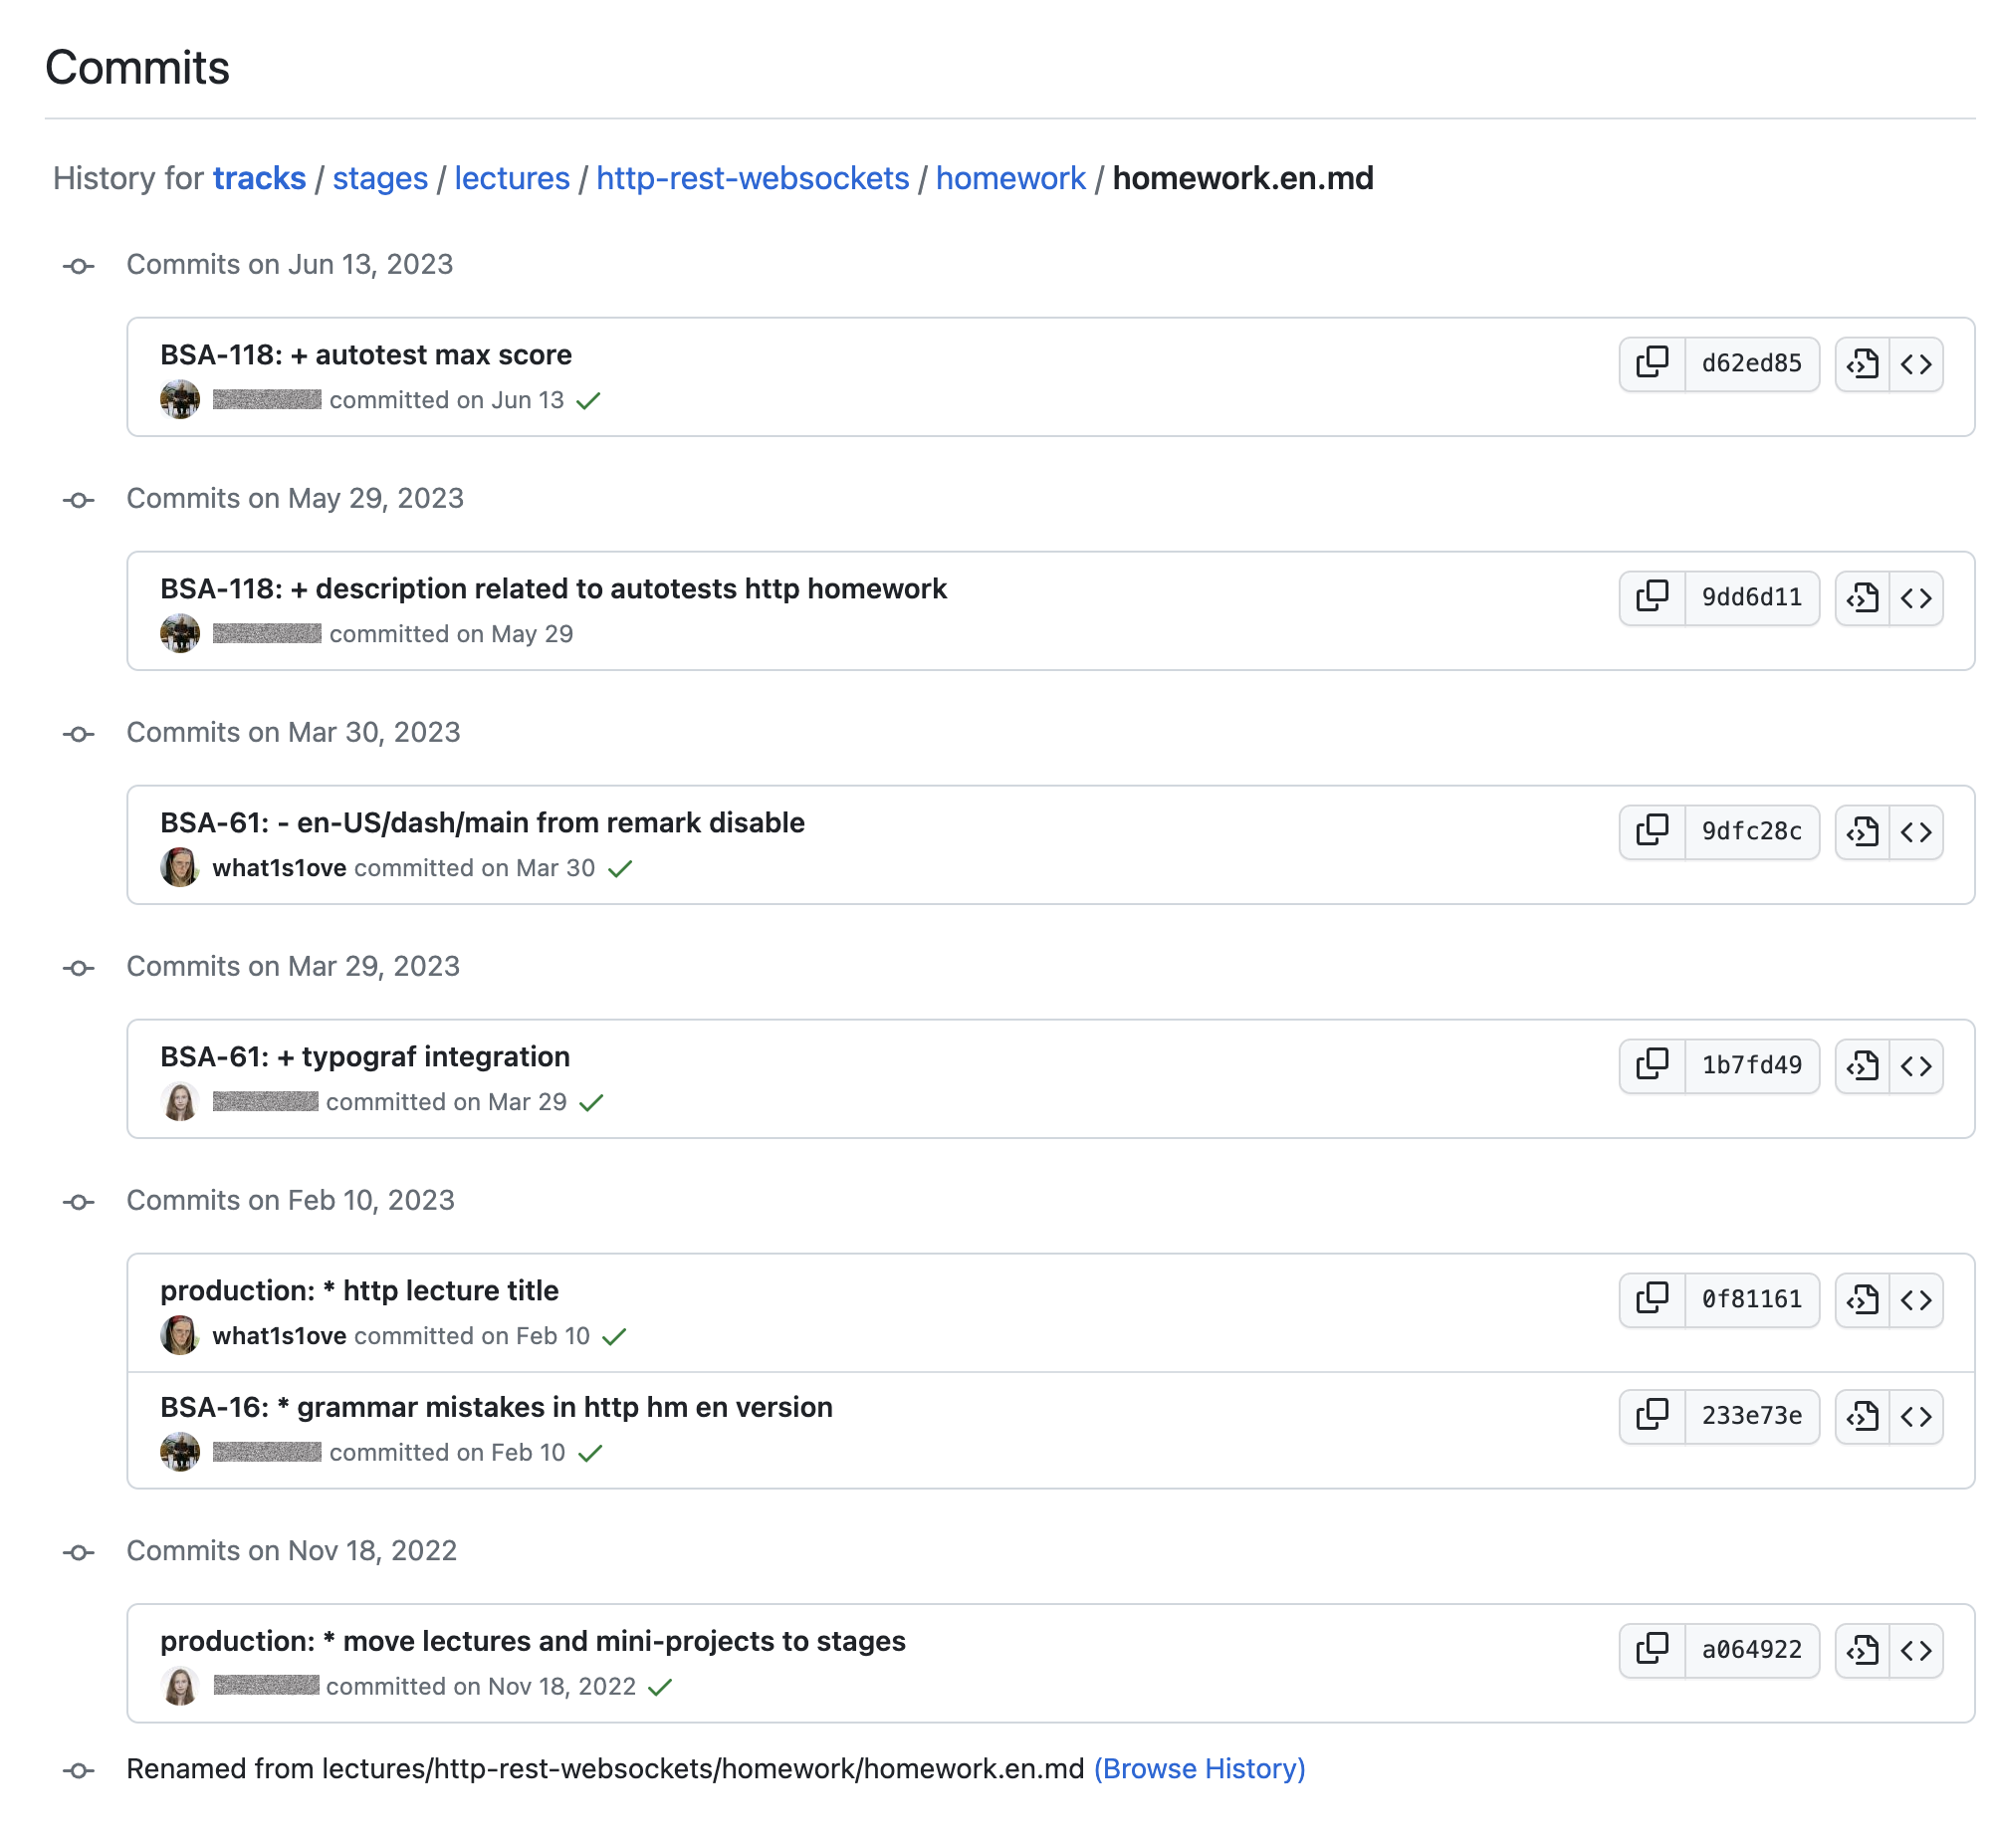 Commits
History for tracks / stages / lectures / http-rest-websockets / homework / homework.en.md
Commits on Jun 13, 2023
BSA-118: + autotest max score
d62ed85
committed on Jun 13
Commits on May 29, 2023
BSA-118: + description related to autotests http homework
9dd6d11
committed on May 29
Commits on Mar 30, 2023
BSA-61: - en-US/dash/main from remark disable
9dfc28c
what1s1ove committed on Mar 30
Commits on Mar 29, 2023
BSA-61: + typograf integration
1b7fd49
committed on Mar 29
Commits on Feb 10, 2023
production: * http lecture title
0f81161
what1s1ove committed on Feb 10
BSA-16: * grammar mistakes in http hm en version
233e73e
committed on Feb 10
Commits on Nov 18, 2022
production: * move lectures and mini-projects to stages
a064922
committed on Nov 18, 2022
Renamed from lectures/http-rest-websockets/homework/homework.en.md (Browse History)